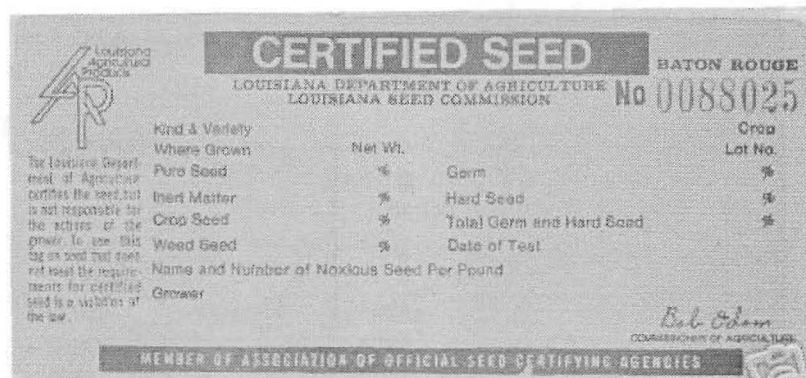 Louisiana
Agricultural
Products
CERTIFIED SEED
LOUISIANA DEPARTMENT OF AGRICULTURE
LOUISIANA SEED COMMISSION
BATON ROUGE
No 0088025
Kind & Variety Crop
Where Grown Net Wt. Lot No.
Pure Seed % Germ %
Inert Matter % Hard Seed %
Crop Seed % Total Germ and Hard Seed %
Weed Seed % Date of Test
Name and Number of Noxious Seed Per Pound
Grower
The Louisiana Depart-
ment of Agriculture
certifies the seed, but
is not responsible for
the actions of the
grower. To use this
tag on seed that does
not meet the require-
ments for certified
seed is a violation of
the law.
Bob Odom
COMMISSIONER OF AGRICULTURE
MEMBER OF ASSOCIATION OF OFFICIAL SEED CERTIFYING AGENCIES